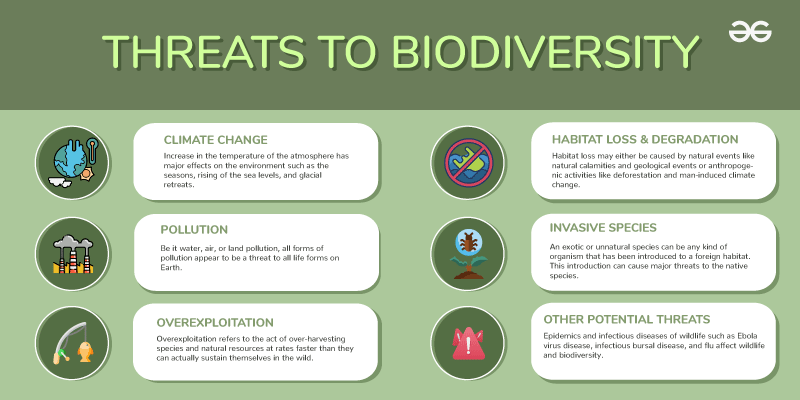 THREATS TO BIODIVERSITY
CLIMATE CHANGE
Increase in the temperature of the atmosphere has
major effects on the environment such as the
seasons, rising of the sea levels, and glacial
retreats.
POLLUTION
Be it water, air, or land pollution, all forms of
pollution appear to be a threat to all life forms on
Earth.
OVEREXPLOITATION
Overexploitation refers to the act of over-harvesting
species and natural resources at rates faster than they
can actually sustain themselves in the wild.
HABITAT LOSS & DEGRADATION
Habitat loss may either be caused by natural events like
natural calamities and geological events or anthropoge-
nic activities like deforestation and man-induced climate
change.
INVASIVE SPECIES
An exotic or unnatural species can be any kind of
organism that has been introduced to a foreign habitat.
This introduction can cause major threats to the native
species.
OTHER POTENTIAL THREATS
Epidemics and infectious diseases of wildlife such as Ebola
virus disease, infectious bursal disease, and flu affect wildlife
and biodiversity.